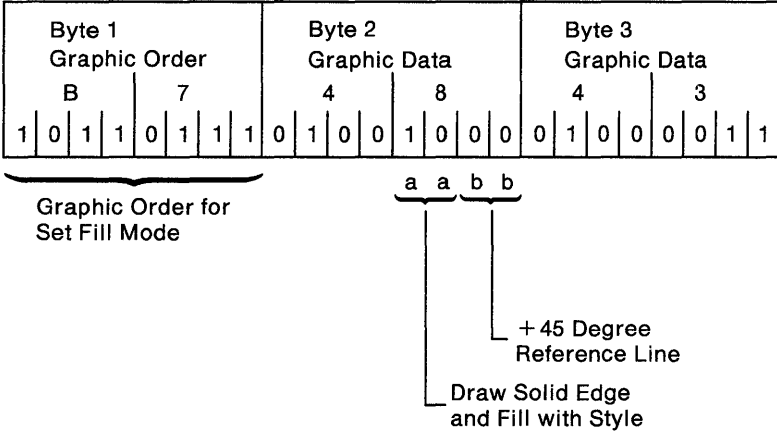 Byte 1 Byte 2 Byte 3
Graphic Order Graphic Data Graphic Data
B 7 4 8 4 3
1 0 1 1 0 1 1 1 0 1 0 0 1 0 0 0 0 1 0 0 0 0 1 1
a a b b
Graphic Order for
Set Fill Mode
+45 Degree
Reference Line
Draw Solid Edge
and Fill with Style